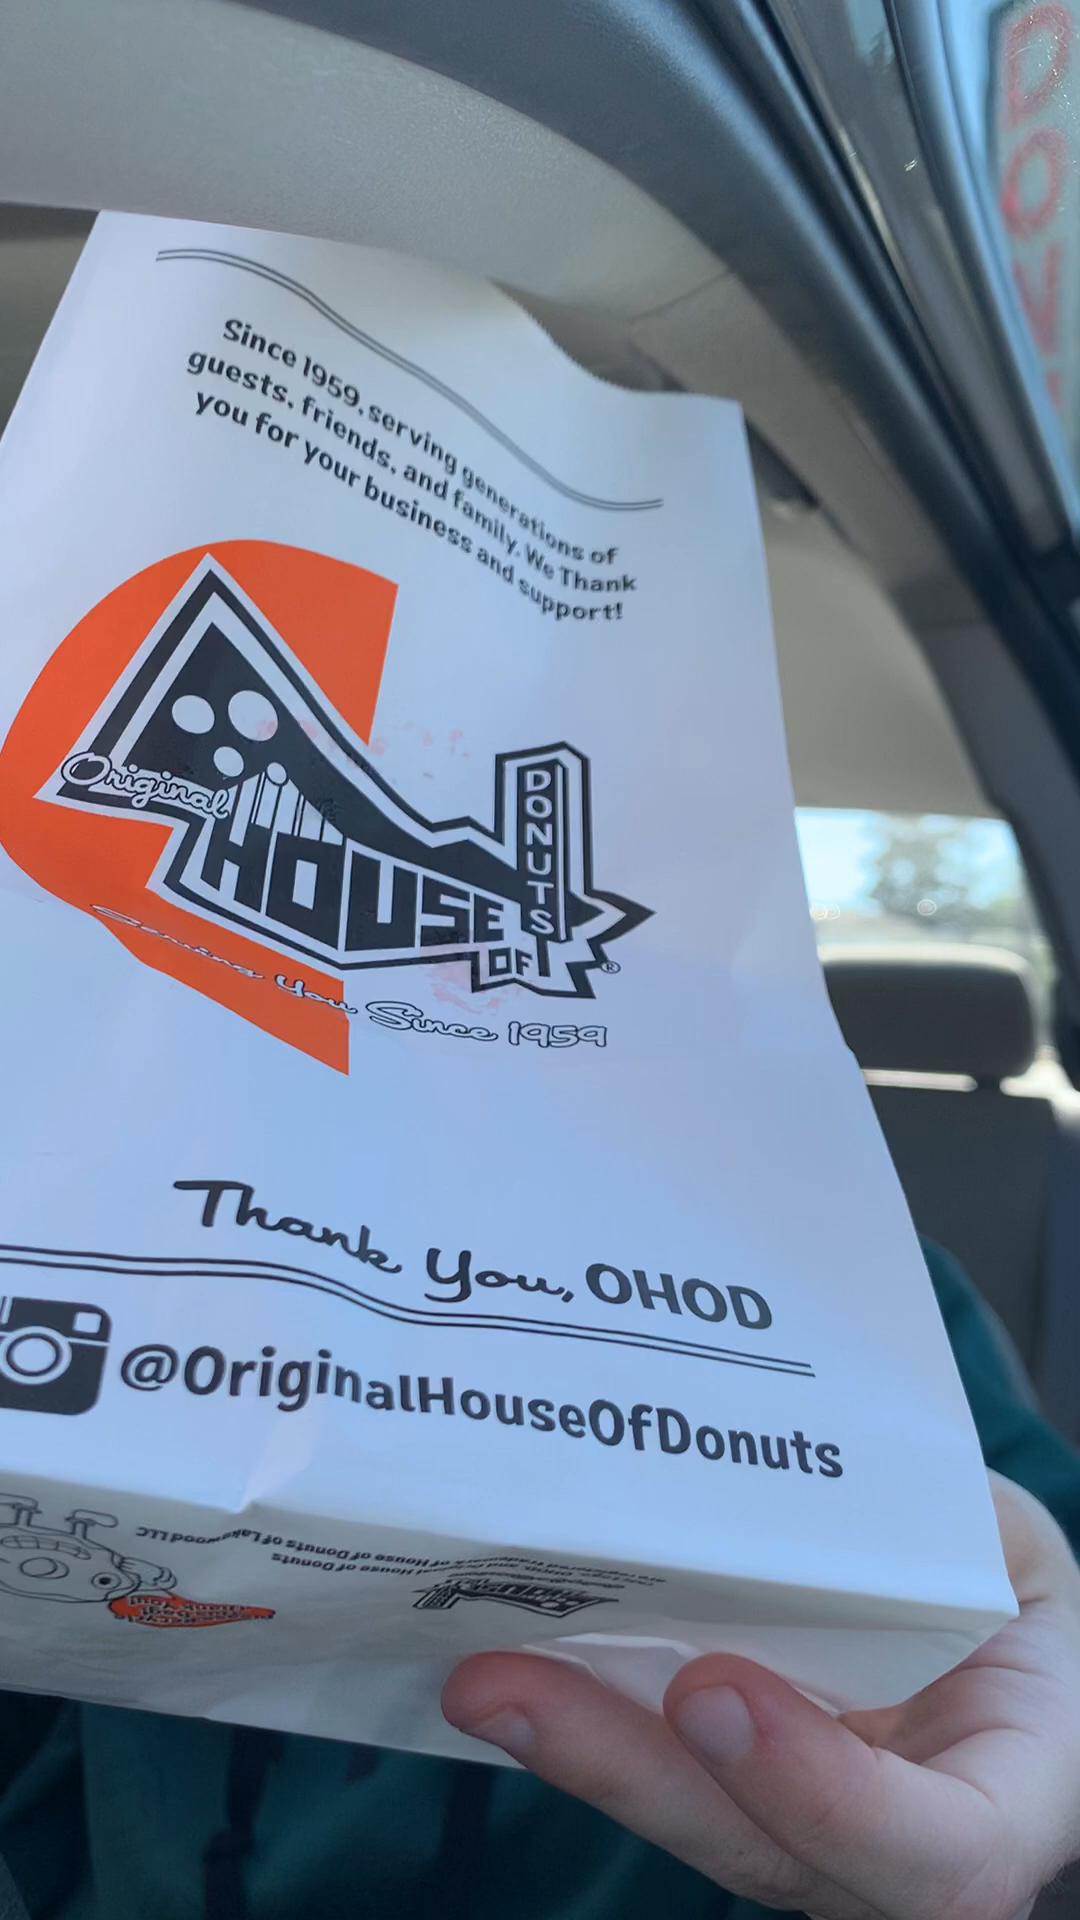 Since 1959, serving generations of
guests, friends, and family. We Thank
you for your business and support!
Original
HOUSE
OF
DONUTS
®
Serving You Since 1959
Thank You, OHOD
@OriginalHouseOfDonuts
House of Donuts of Lakewood LLC
House of Donuts